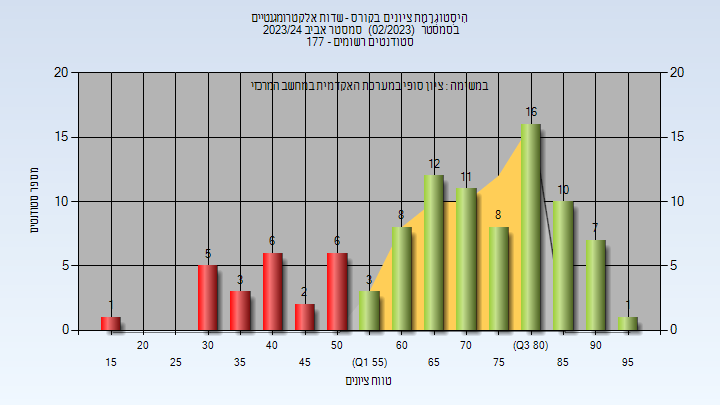 היסטוגרמת ציונים בקורס - שדות אלקטרומגנטיים
בסמסטר (02/2023) סמסטר אביב 2023/24
סטודנטים רשומים - 177
במשימה : ציון סופי במערכת האקדמית במחשב המרכזי
20 20
15 15
10 10
5 5
0 0
מספר סטודנטים
1 5 3 6 2 6 3 8 12 11 8 16 10 7 1
20 30 40 50 60 70 (Q3 80) 90
15 25 35 45 (Q1 55) 65 75 85 95
טווח ציונים